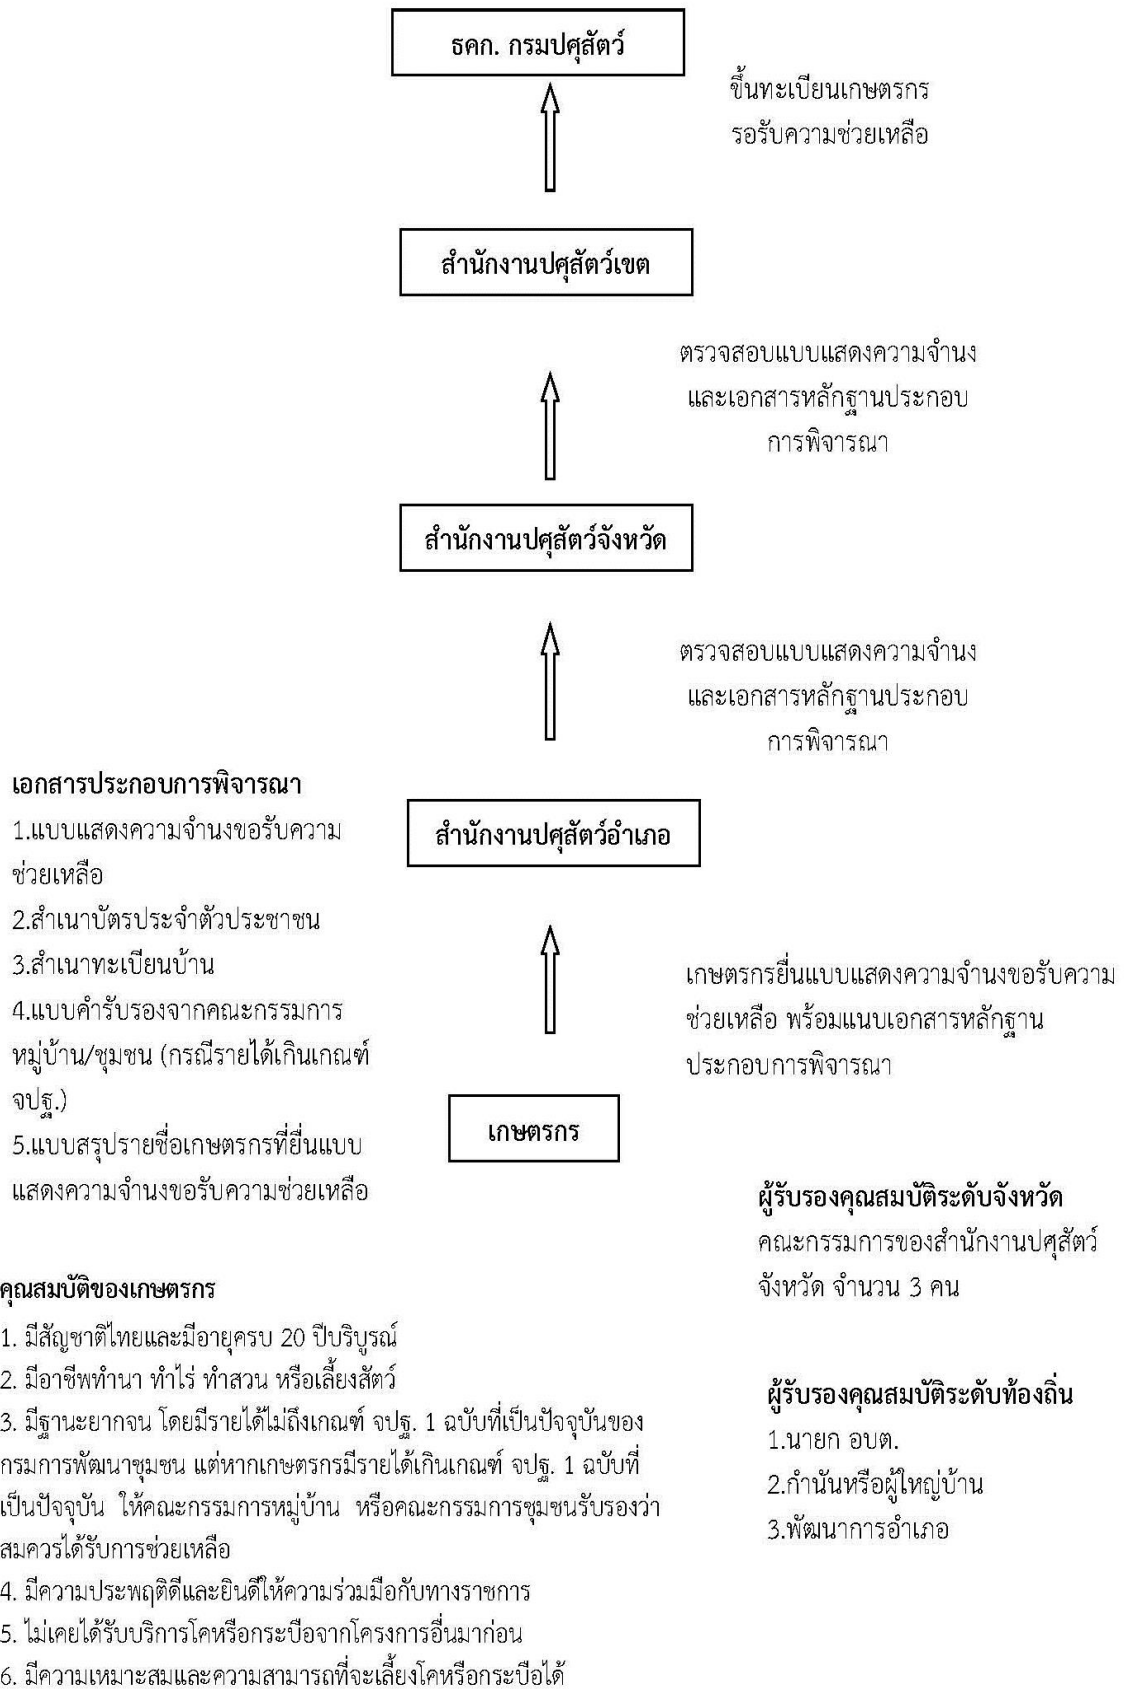 ธคก. กรมปศุสัตว์
ขึ้นทะเบียนเกษตรกร
รอรับความช่วยเหลือ
สำนักงานปศุสัตว์เขต
ตรวจสอบแบบแสดงความจำนง
และเอกสารหลักฐานประกอบ
การพิจารณา
สำนักงานปศุสัตว์จังหวัด
ตรวจสอบแบบแสดงความจำนง
และเอกสารหลักฐานประกอบ
การพิจารณา
สำนักงานปศุสัตว์อำเภอ
เอกสารประกอบการพิจารณา
1.แบบแสดงความจำนงขอรับความ
ช่วยเหลือ
2.สำเนาบัตรประจำตัวประชาชน
3.สำเนาทะเบียนบ้าน
4.แบบคำรับรองจากคณะกรรมการ
หมู่บ้าน/ชุมชน (กรณีรายได้เกินเกณฑ์
จปฐ.)
5.แบบสรุปรายชื่อเกษตรกรที่ยื่นแบบ
แสดงความจำนงขอรับความช่วยเหลือ
เกษตรกรยื่นแบบแสดงความจำนงขอรับความ
ช่วยเหลือ พร้อมแนบเอกสารหลักฐาน
ประกอบการพิจารณา
เกษตรกร
ผู้รับรองคุณสมบัติระดับจังหวัด
คณะกรรมการของสำนักงานปศุสัตว์
จังหวัด จำนวน 3 คน
ผู้รับรองคุณสมบัติระดับท้องถิ่น
1.นายก อบต.
2.กำนันหรือผู้ใหญ่บ้าน
3.พัฒนาการอำเภอ
คุณสมบัติของเกษตรกร
1. มีสัญชาติไทยและมีอายุครบ 20 ปีบริบูรณ์
2. มีอาชีพทำนา ทำไร่ ทำสวน หรือเลี้ยงสัตว์
3. มีฐานะยากจน โดยมีรายได้ไม่ถึงเกณฑ์ จปฐ. 1 ฉบับที่เป็นปัจจุบันของ
กรมการพัฒนาชุมชน แต่หากเกษตรกรมีรายได้เกินเกณฑ์ จปฐ. 1 ฉบับที่
เป็นปัจจุบัน ให้คณะกรรมการหมู่บ้าน หรือคณะกรรมการชุมชนรับรองว่า
สมควรได้รับการช่วยเหลือ
4. มีความประพฤติดีและยินดีให้ความร่วมมือกับทางราชการ
5. ไม่เคยได้รับบริการโคหรือกระบือจากโครงการอื่นมาก่อน
6. มีความเหมาะสมและความสามารถที่จะเลี้ยงโคหรือกระบือได้